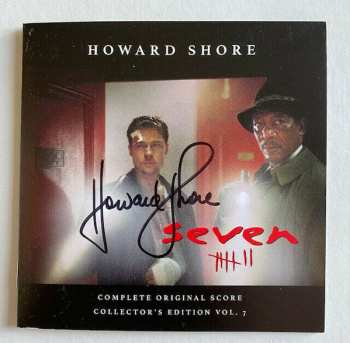 HOWARD SHORE
Howard Shore
seven
COMPLETE ORIGINAL SCORE
COLLECTOR'S EDITION VOL. 7